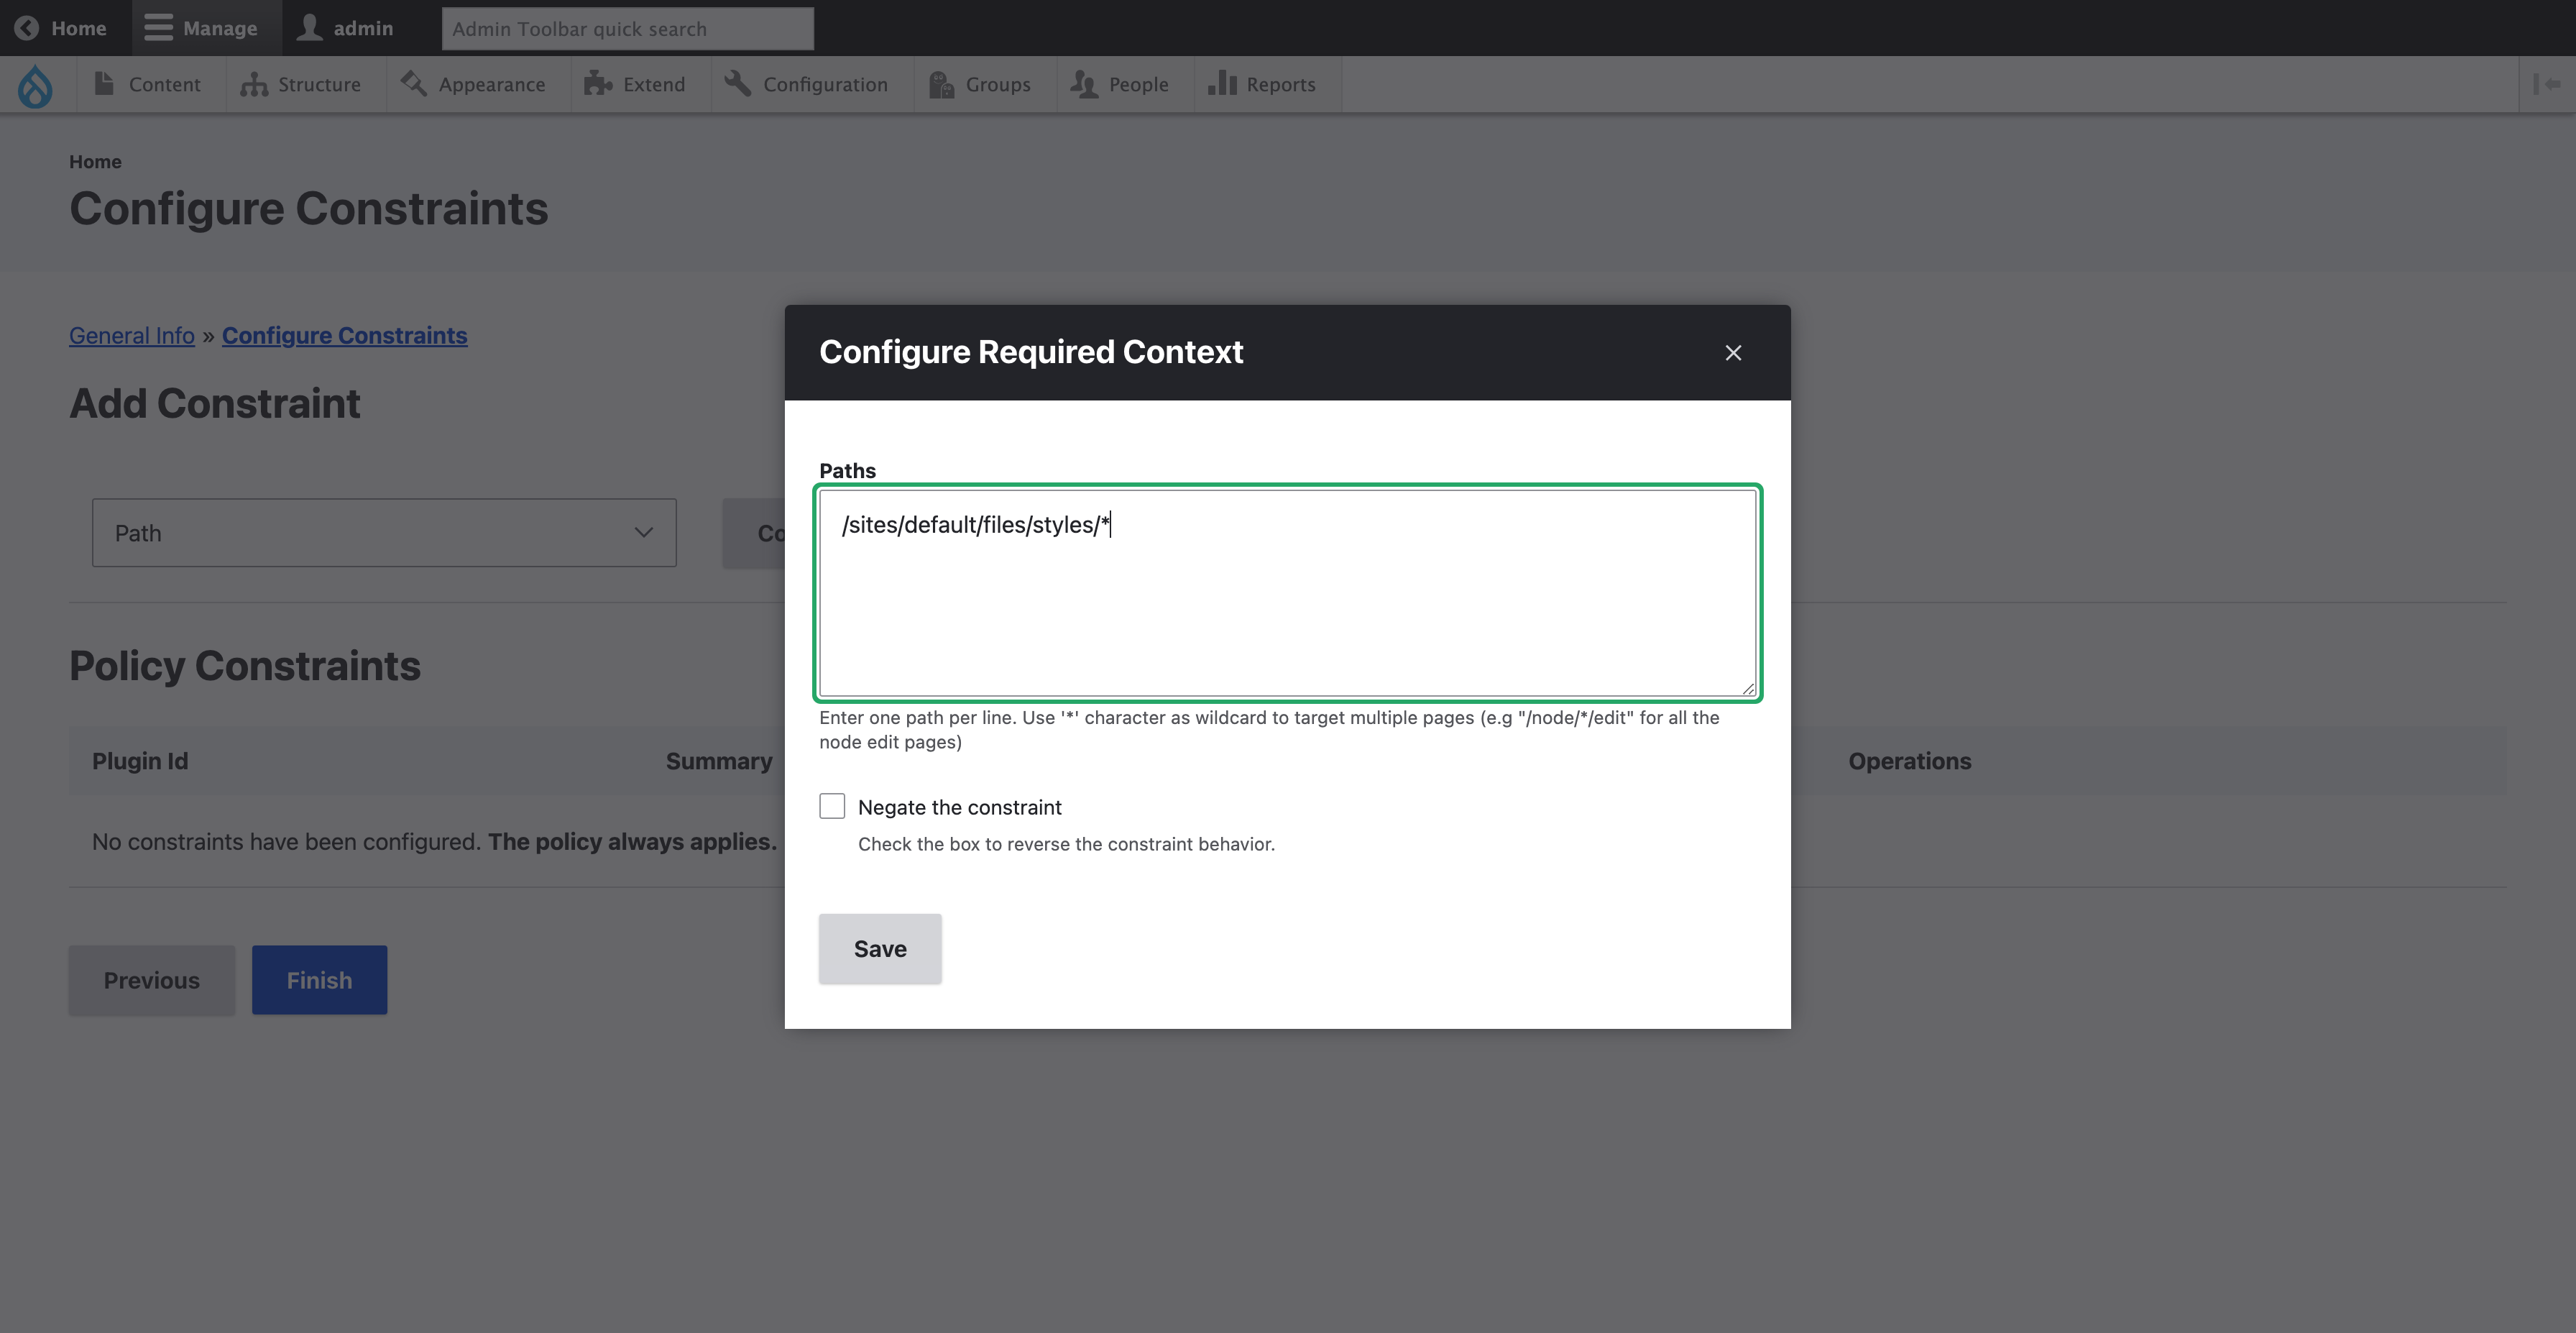 Home
Manage
admin
Admin Toolbar quick search
Content
Structure
Appearance
Extend
Configuration
Groups
People
Reports
Home
Configure Constraints
General Info » Configure Constraints
Add Constraint
Path
Co
Policy Constraints
Plugin Id
Summary
Operations
No constraints have been configured. The policy always applies.
Previous
Finish
Configure Required Context
Paths
/sites/default/files/styles/*
Enter one path per line. Use '*' character as wildcard to target multiple pages (e.g "/node/*/edit" for all the
node edit pages)
Negate the constraint
Check the box to reverse the constraint behavior.
Save